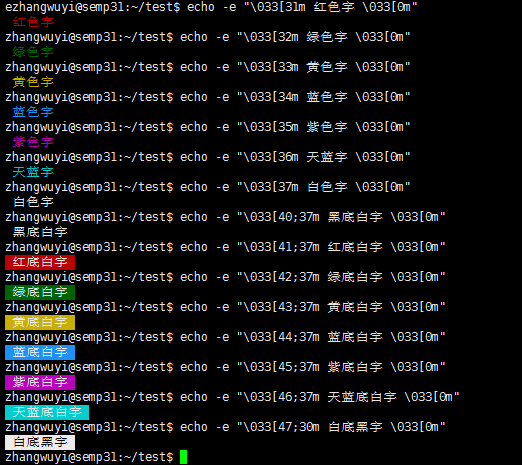 ezhangwuyi@semp31:~/test$ echo -e "\033[31m 红色字 \033[0m"
红色字
zhangwuyi@semp31:~/test$ echo -e "\033[32m 绿色字 \033[0m"
绿色字
zhangwuyi@semp31:~/test$ echo -e "\033[33m 黄色字 \033[0m"
黄色字
zhangwuyi@semp31:~/test$ echo -e "\033[34m 蓝色字 \033[0m"
蓝色字
zhangwuyi@semp31:~/test$ echo -e "\033[35m 紫色字 \033[0m"
紫色字
zhangwuyi@semp31:~/test$ echo -e "\033[36m 天蓝字 \033[0m"
天蓝字
zhangwuyi@semp31:~/test$ echo -e "\033[37m 白色字 \033[0m"
白色字
zhangwuyi@semp31:~/test$ echo -e "\033[40;37m 黑底白字 \033[0m"
黑底白字
zhangwuyi@semp31:~/test$ echo -e "\033[41;37m 红底白字 \033[0m"
红底白字
zhangwuyi@semp31:~/test$ echo -e "\033[42;37m 绿底白字 \033[0m"
绿底白字
zhangwuyi@semp31:~/test$ echo -e "\033[43;37m 黄底白字 \033[0m"
黄底白字
zhangwuyi@semp31:~/test$ echo -e "\033[44;37m 蓝底白字 \033[0m"
蓝底白字
zhangwuyi@semp31:~/test$ echo -e "\033[45;37m 紫底白字 \033[0m"
紫底白字
zhangwuyi@semp31:~/test$ echo -e "\033[46;37m 天蓝底白字 \033[0m"
天蓝底白字
zhangwuyi@semp31:~/test$ echo -e "\033[47;30m 白底黑字 \033[0m"
白底黑字
zhangwuyi@semp31:~/test$